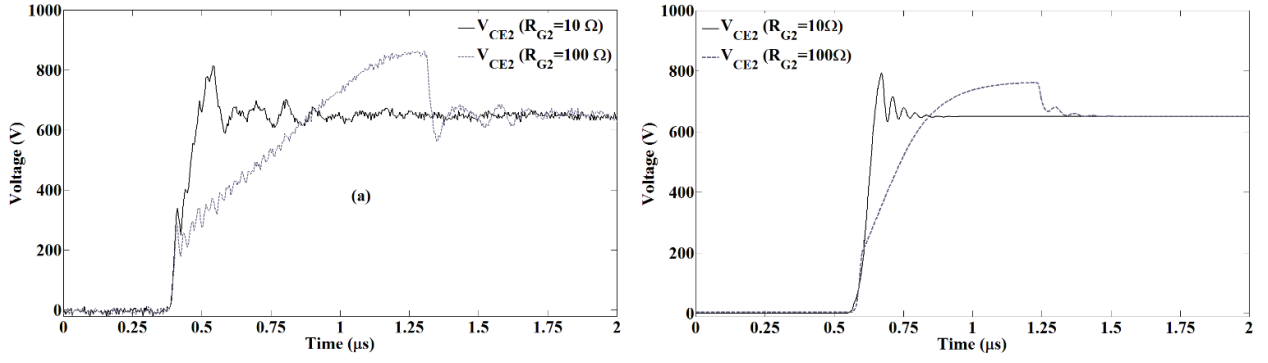 1000
800
600
400
200
0
Voltage (V)
V_CE2 (R_G2=10 Ω)
V_CE2 (R_G2=100 Ω)
(a)
0 0.25 0.5 0.75 1 1.25 1.5 1.75 2
Time (μs)
1000
800
600
400
200
0
Voltage (V)
V_CE2 (R_G2=10Ω)
V_CE2 (R_G2=100Ω)
0 0.25 0.5 0.75 1 1.25 1.5 1.75 2
Time (μs)